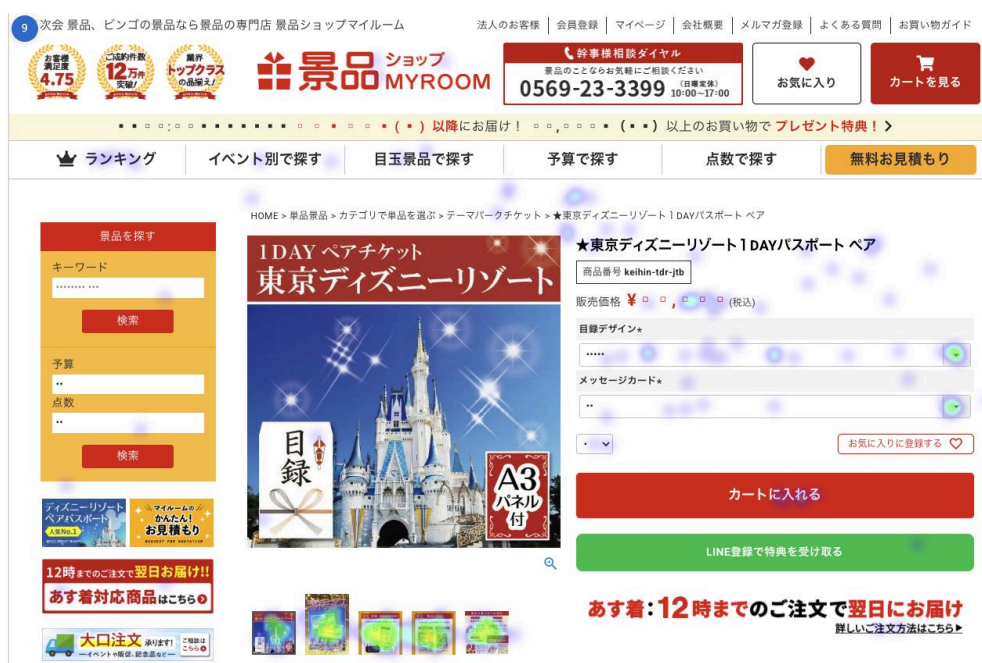 9 次会 景品、ビンゴの景品なら景品の専門店 景品ショップマイルーム
法人のお客様 会員登録 マイページ 会社概要 メルマガ登録 よくある質問 お買い物ガイド
お客様満足度 4.75
ご成約件数 12万件 突破!
業界 トップクラス の品揃え!
景品 ショップ MYROOM
幹事様相談ダイヤル
景品のことならお気軽にご相談ください
0569-23-3399 (日曜定休) 10:00~17:00
お気に入り
カートを見る
以降にお届け! 以上のお買い物で プレゼント特典!
ランキング イベント別で探す 目玉景品で探す 予算で探す 点数で探す 無料お見積もり
HOME > 単品景品 > カテゴリで単品を選ぶ > テーマパークチケット > ★東京ディズニーリゾート1DAYパスポート ペア
景品を探す
キーワード
検索
予算
点数
検索
ディズニーリゾート
ペアパスポート
人気No.1
マイルームの
かんたん!
お見積もり
REQUEST FOR QUOTATION
12時までのご注文で翌日お届け!!
あす着対応商品はこちら
大口注文 承ります!
ーイベントや販促、記念品などー
ご相談はこちら
1DAY ペアチケット
東京ディズニーリゾート
目録
A3
パネル
付
★東京ディズニーリゾート1DAYパスポート ペア
商品番号 keihin-tdr-jtb
販売価格 ¥ (税込)
目録デザイン*
メッセージカード*
お気に入りに登録する
カートに入れる
LINE登録で特典を受け取る
あす着:12時までのご注文で翌日にお届け
詳しいご注文方法はこちら▶